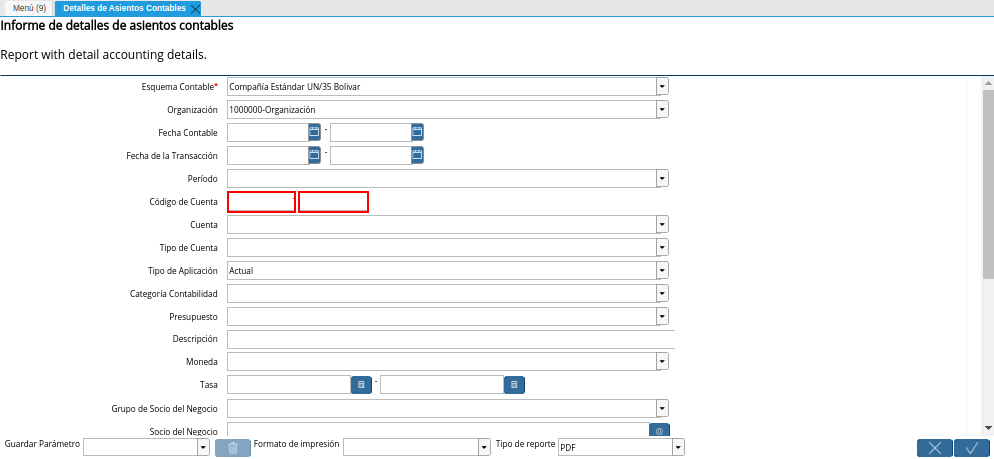 Menú (9) Detalles de Asientos Contables
Informe de detalles de asientos contables
Report with detail accounting details.
Esquema Contable* Compañía Estándar UN/35 Bolívar
Organización 1000000-Organización
Fecha Contable -
Fecha de la Transacción -
Período
Código de Cuenta
Cuenta
Tipo de Cuenta
Tipo de Aplicación Actual
Categoría Contabilidad
Presupuesto
Descripción
Moneda
Tasa -
Grupo de Socio del Negocio
Socio del Negocio
Guardar Parámetro Formato de impresión Tipo de reporte PDF